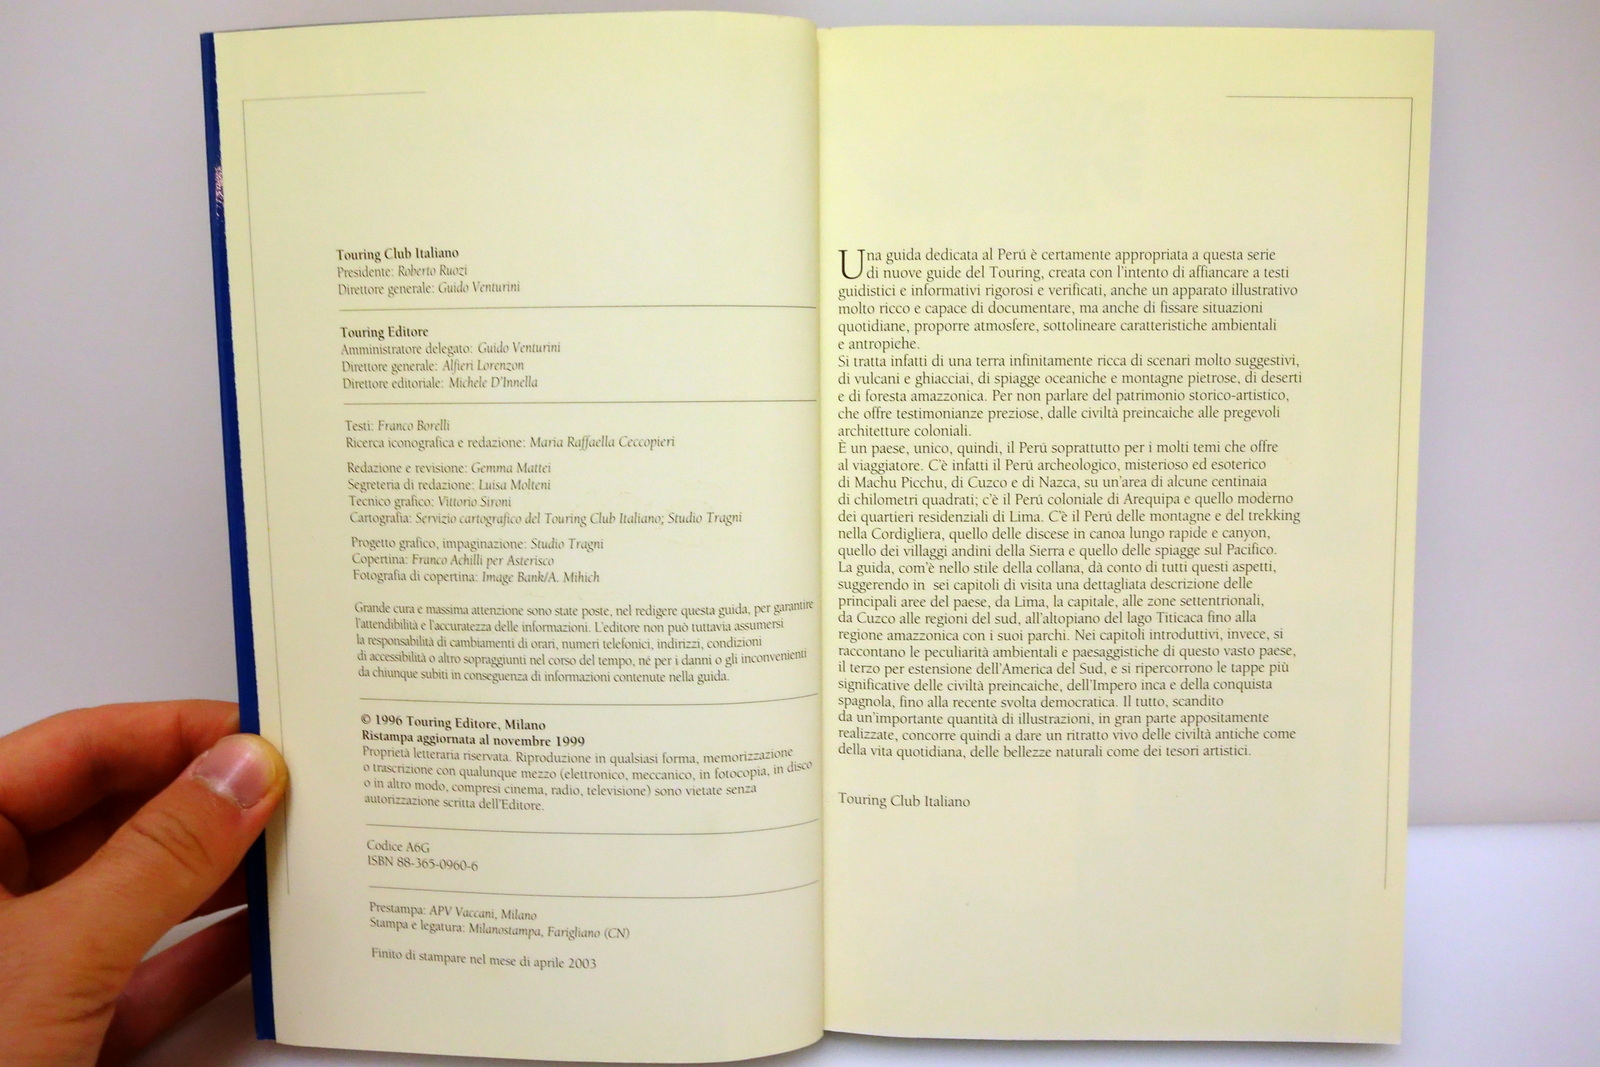 Touring Club Italiano
Presidente: Roberto Ruozi
Direttore generale: Guido Venturini
Touring Editore
Amministratore delegato: Guido Venturini
Direttore generale: Alfieri Lorenzon
Direttore editoriale: Michele D'Innella
Testi: Franco Borelli
Ricerca iconografica e redazione: Maria Raffaella Ceccopieri
Redazione e revisione: Gemma Mattei
Segreteria di redazione: Luisa Molteni
Tecnico grafico: Vittorio Sironi
Cartografia: Servizio cartografico del Touring Club Italiano; Studio Tragni
Progetto grafico, impaginazione: Studio Tragni
Copertina: Franco Achilli per Asterisco
Fotografia di copertina: Image Bank/A. Mihich
Grande cura e massima attenzione sono state poste, nel redigere questa guida, per garantire
l'attendibilità e l'accuratezza delle informazioni. L'editore non può tuttavia assumersi
la responsabilità di cambiamenti di orari, numeri telefonici, indirizzi, condizioni
di accessibilità o altro sopraggiunti nel corso del tempo, né per i danni o gli inconvenienti
da chiunque subiti in conseguenza di informazioni contenute nella guida.
© 1996 Touring Editore, Milano
Ristampa aggiornata al novembre 1999
Proprietà letteraria riservata. Riproduzione in qualsiasi forma, memorizzazione
o trascrizione con qualunque mezzo (elettronico, meccanico, in fotocopia, in disco
o in altro modo, compresi cinema, radio, televisione) sono vietate senza
autorizzazione scritta dell'Editore.
Codice A6G
ISBN 88-365-0960-6
Prestampa: APV Vaccani, Milano
Stampa e legatura: Milanostampa, Farigliano (CN)
Finito di stampare nel mese di aprile 2003
Una guida dedicata al Perú è certamente appropriata a questa serie
di nuove guide del Touring, creata con l'intento di affiancare a testi
guidistici e informativi rigorosi e verificati, anche un apparato illustrativo
molto ricco e capace di documentare, ma anche di fissare situazioni
quotidiane, proporre atmosfere, sottolineare caratteristiche ambientali
e antropiche.
Si tratta infatti di una terra infinitamente ricca di scenari molto suggestivi,
di vulcani e ghiacciai, di spiagge oceaniche e montagne pietrose, di deserti
e di foresta amazzonica. Per non parlare del patrimonio storico-artistico,
che offre testimonianze preziose, dalle civiltà preincaiche alle pregevoli
architetture coloniali.
È un paese, unico, quindi, il Perú soprattutto per i molti temi che offre
al viaggiatore. C'è infatti il Perú archeologico, misterioso ed esoterico
di Machu Picchu, di Cuzco e di Nazca, su un'area di alcune centinaia
di chilometri quadrati; c'è il Perú coloniale di Arequipa e quello moderno
dei quartieri residenziali di Lima. C'è il Perú delle montagne e del trekking
nella Cordigliera, quello delle discese in canoa lungo rapide e canyon,
quello dei villaggi andini della Sierra e quello delle spiagge sul Pacifico.
La guida, com'è nello stile della collana, dà conto di tutti questi aspetti,
suggerendo in sei capitoli di visita una dettagliata descrizione delle
principali aree del paese, da Lima, la capitale, alle zone settentrionali,
da Cuzco alle regioni del sud, all'altopiano del lago Titicaca fino alla
regione amazzonica con i suoi parchi. Nei capitoli introduttivi, invece, si
raccontano le peculiarità ambientali e paesaggistiche di questo vasto paese,
il terzo per estensione dell'America del Sud, e si ripercorrono le tappe più
significative delle civiltà preincaiche, dell'Impero inca e della conquista
spagnola, fino alla recente svolta democratica. Il tutto, scandito
da un'importante quantità di illustrazioni, in gran parte appositamente
realizzate, concorre quindi a dare un ritratto vivo delle civiltà antiche come
della vita quotidiana, delle bellezze naturali come dei tesori artistici.
Touring Club Italiano